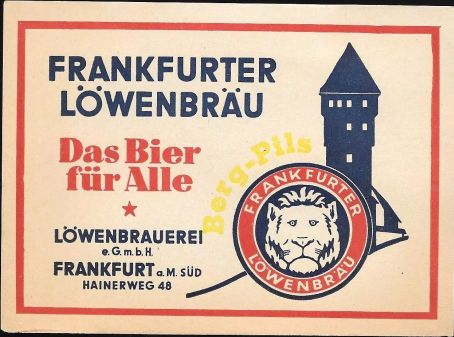 FRANKFURTER
LÖWENBRÄU
Das Bier
für Alle
Berg-Pils
LÖWENBRAUEREI
e.G.m.b.H.
FRANKFURT a.M. SÜD
HAINERWEG 48
FRANKFURTER
LÖWENBRÄU